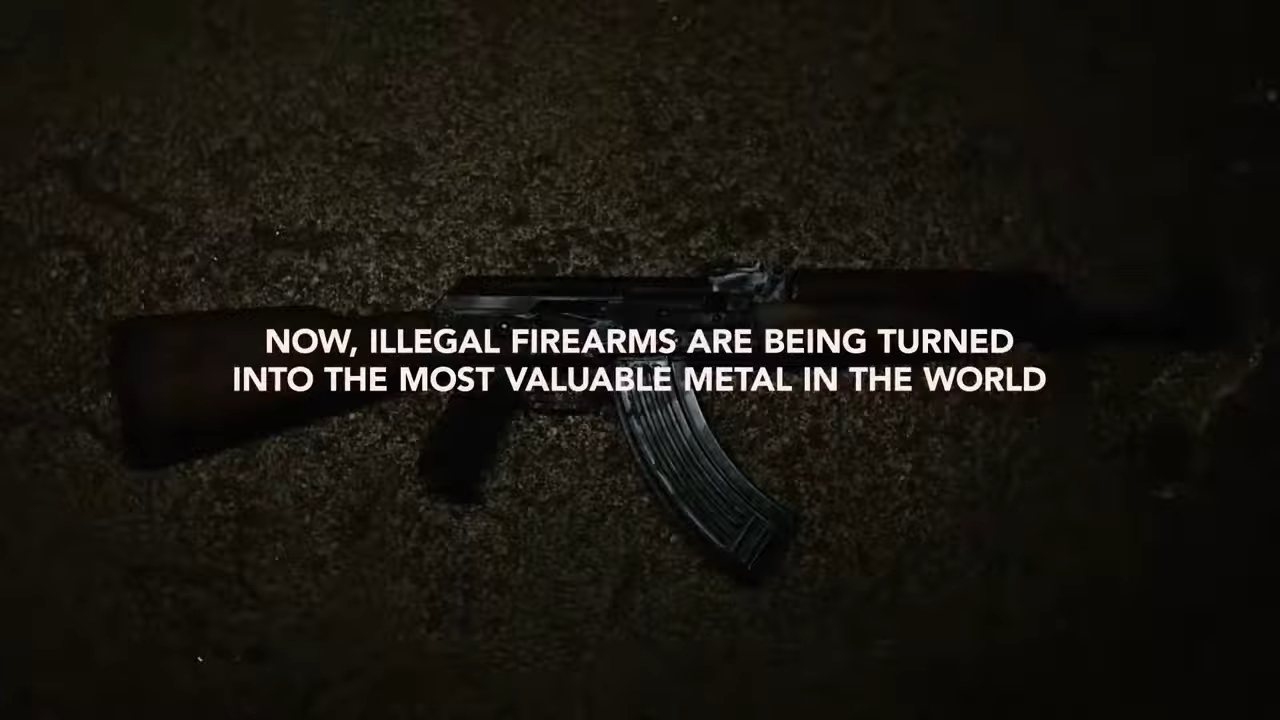 NOW, ILLEGAL FIREARMS ARE BEING TURNED
INTO THE MOST VALUABLE METAL IN THE WORLD